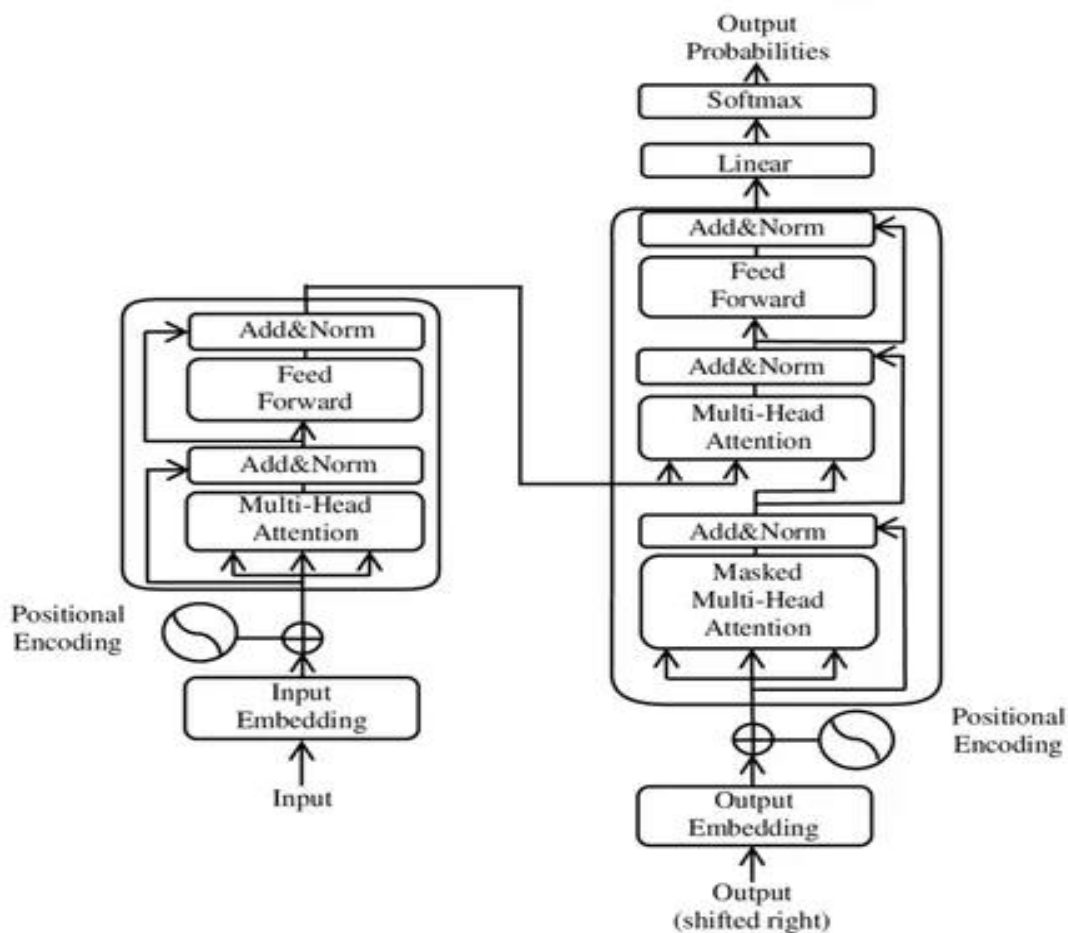 Output
Probabilities
Softmax
Linear
Add&Norm
Feed
Forward
Add&Norm
Multi-Head
Attention
Add&Norm
Masked
Multi-Head
Attention
Positional
Encoding
Output
Embedding
Output
(shifted right)
Add&Norm
Feed
Forward
Add&Norm
Multi-Head
Attention
Positional
Encoding
Input
Embedding
Input